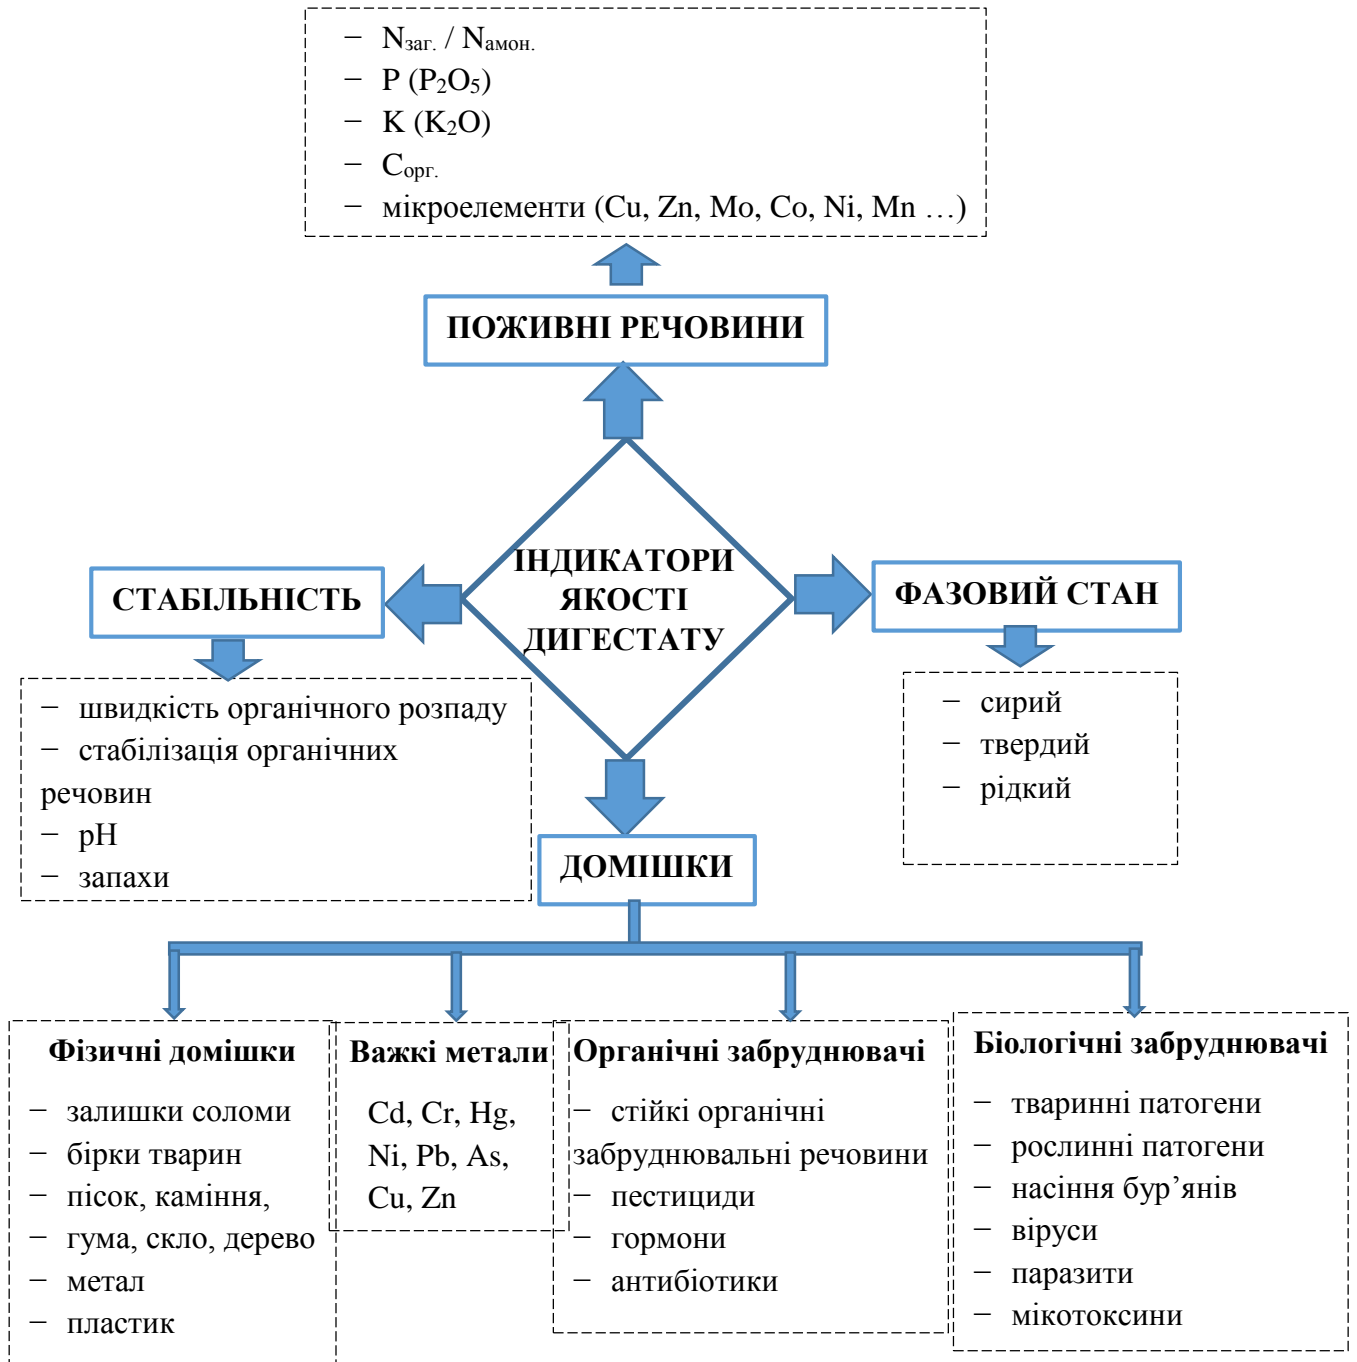 − Nзаг. / Nамон.
− P (P₂O₅)
− K (K₂O)
− Cорг.
− мікроелементи (Cu, Zn, Mo, Co, Ni, Mn …)
ПОЖИВНІ РЕЧОВИНИ
ІНДИКАТОРИ
ЯКОСТІ
ДИГЕСТАТУ
СТАБІЛЬНІСТЬ
− швидкість органічного розпаду
− стабілізація органічних
речовин
− pH
− запахи
ФАЗОВИЙ СТАН
− сирий
− твердий
− рідкий
ДОМІШКИ
Фізичні домішки
− залишки соломи
− бірки тварин
− пісок, каміння,
− гума, скло, дерево
− метал
− пластик
Важкі метали
Cd, Cr, Hg,
Ni, Pb, As,
Cu, Zn
Органічні забруднювачі
− стійкі органічні
забруднювальні речовини
− пестициди
− гормони
− антибіотики
Біологічні забруднювачі
− тваринні патогени
− рослинні патогени
− насіння бур’янів
− віруси
− паразити
− мікотоксини